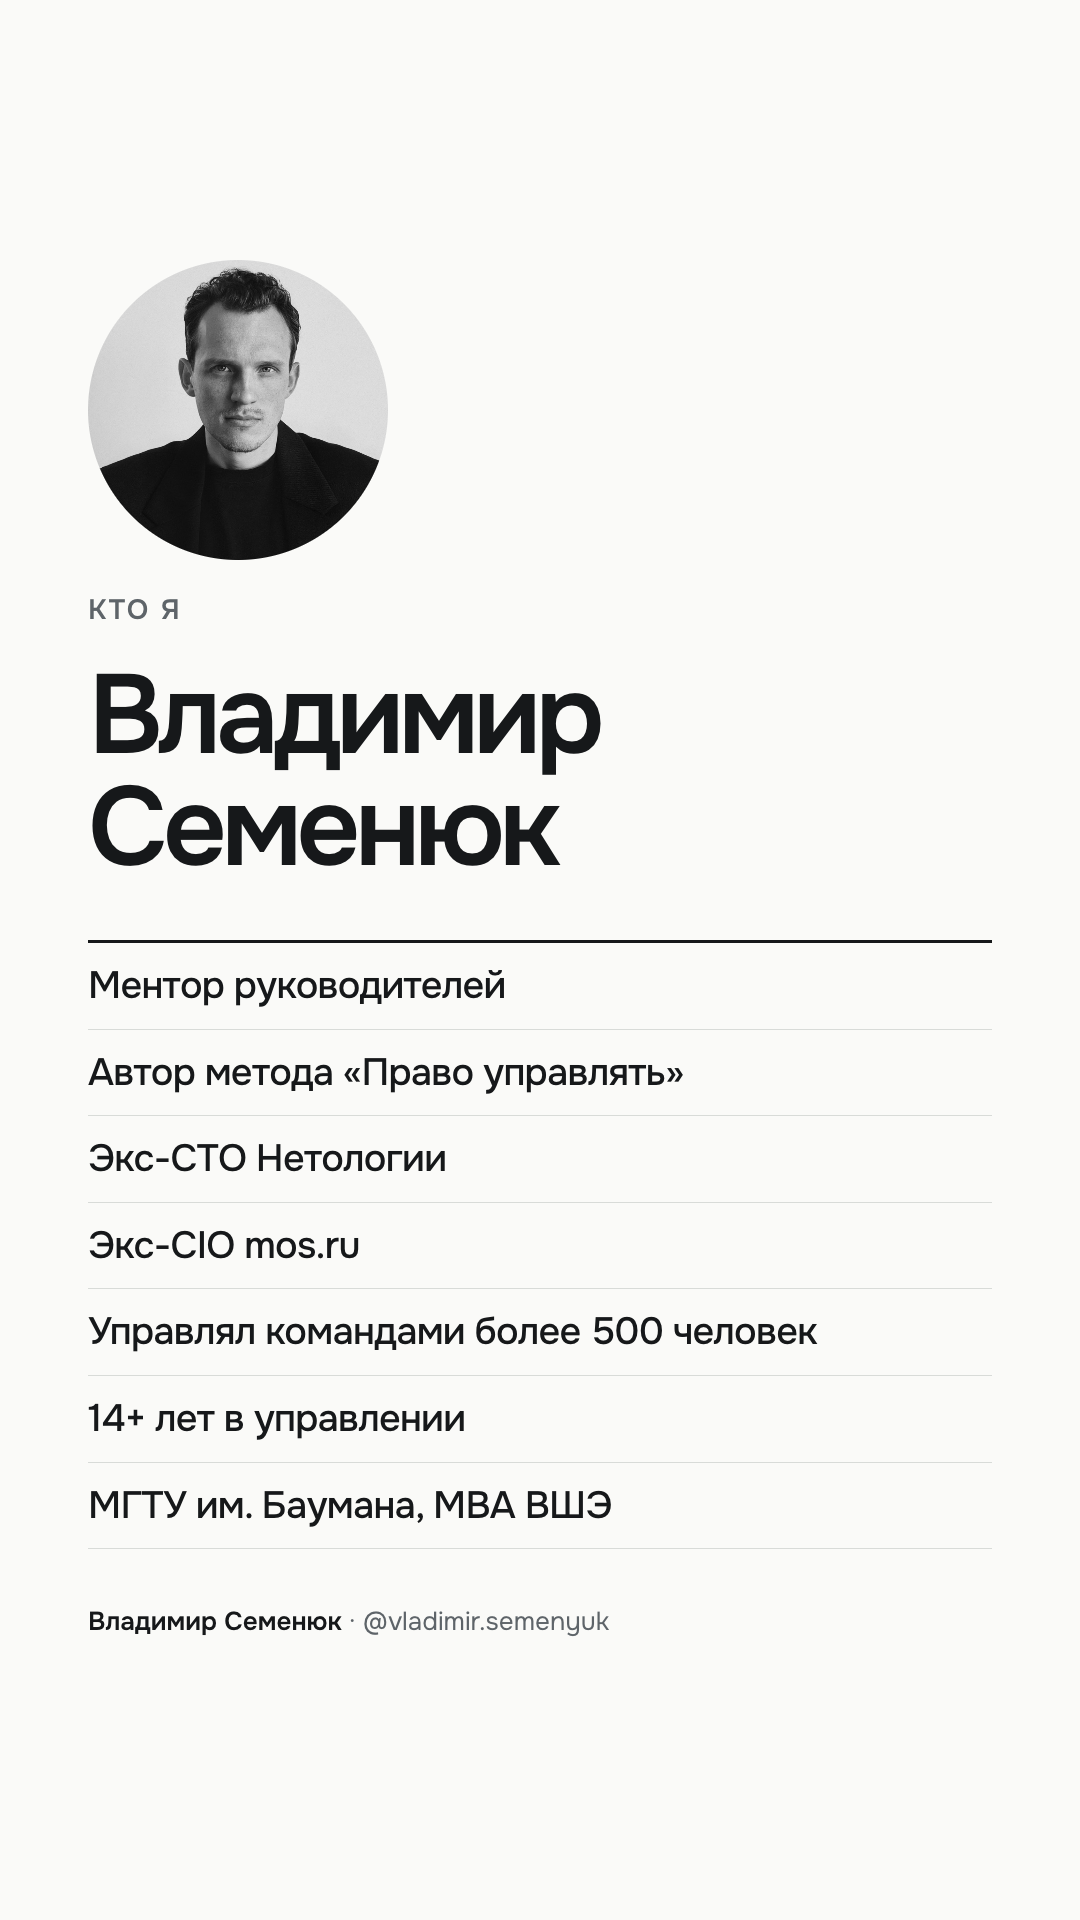 КТО Я
Владимир
Семенюк
Ментор руководителей
Автор метода «Право управлять»
Экс-CTO Нетологии
Экс-CIO mos.ru
Управлял командами более 500 человек
14+ лет в управлении
МГТУ им. Баумана, MBA ВШЭ
Владимир Семенюк · @vladimir.semenyuk